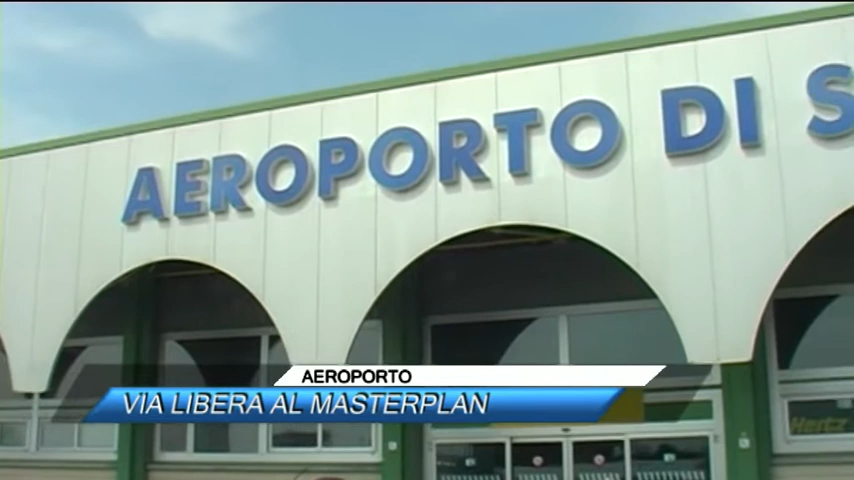 AEROPORTO DI S
AEROPORTO
VIA LIBERA AL MASTERPLAN
Hertz